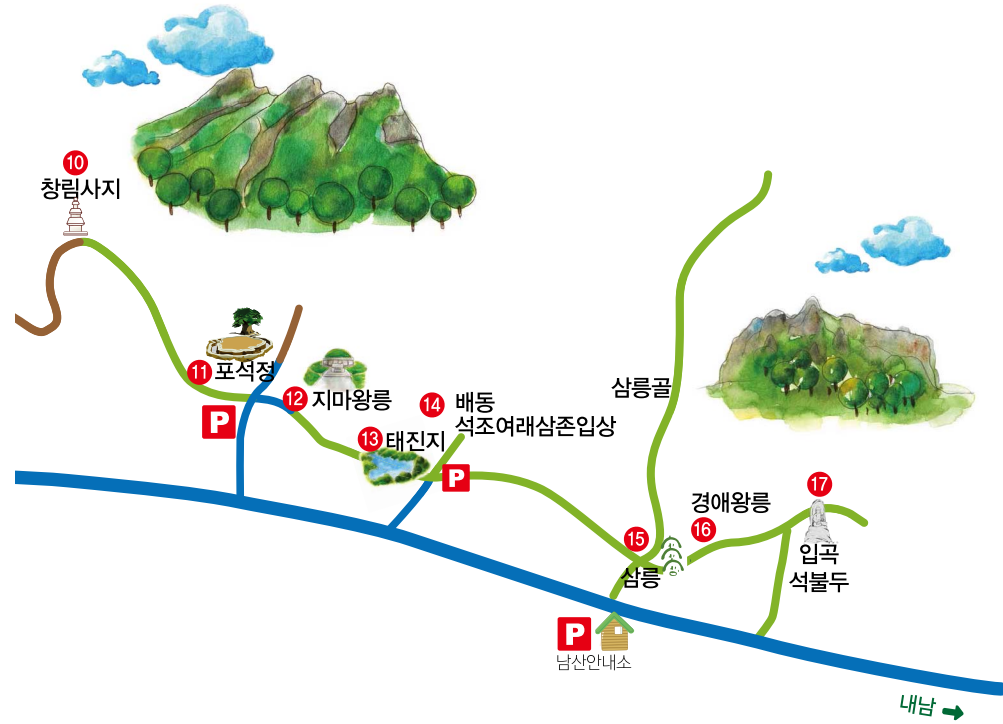 10
창림사지
11 포석정
P
12 지마왕릉
13 태진지
14 배동
석조여래삼존입상
P
삼릉골
15
삼릉
경애왕릉
16
17
입곡
석불두
P
남산안내소
내남